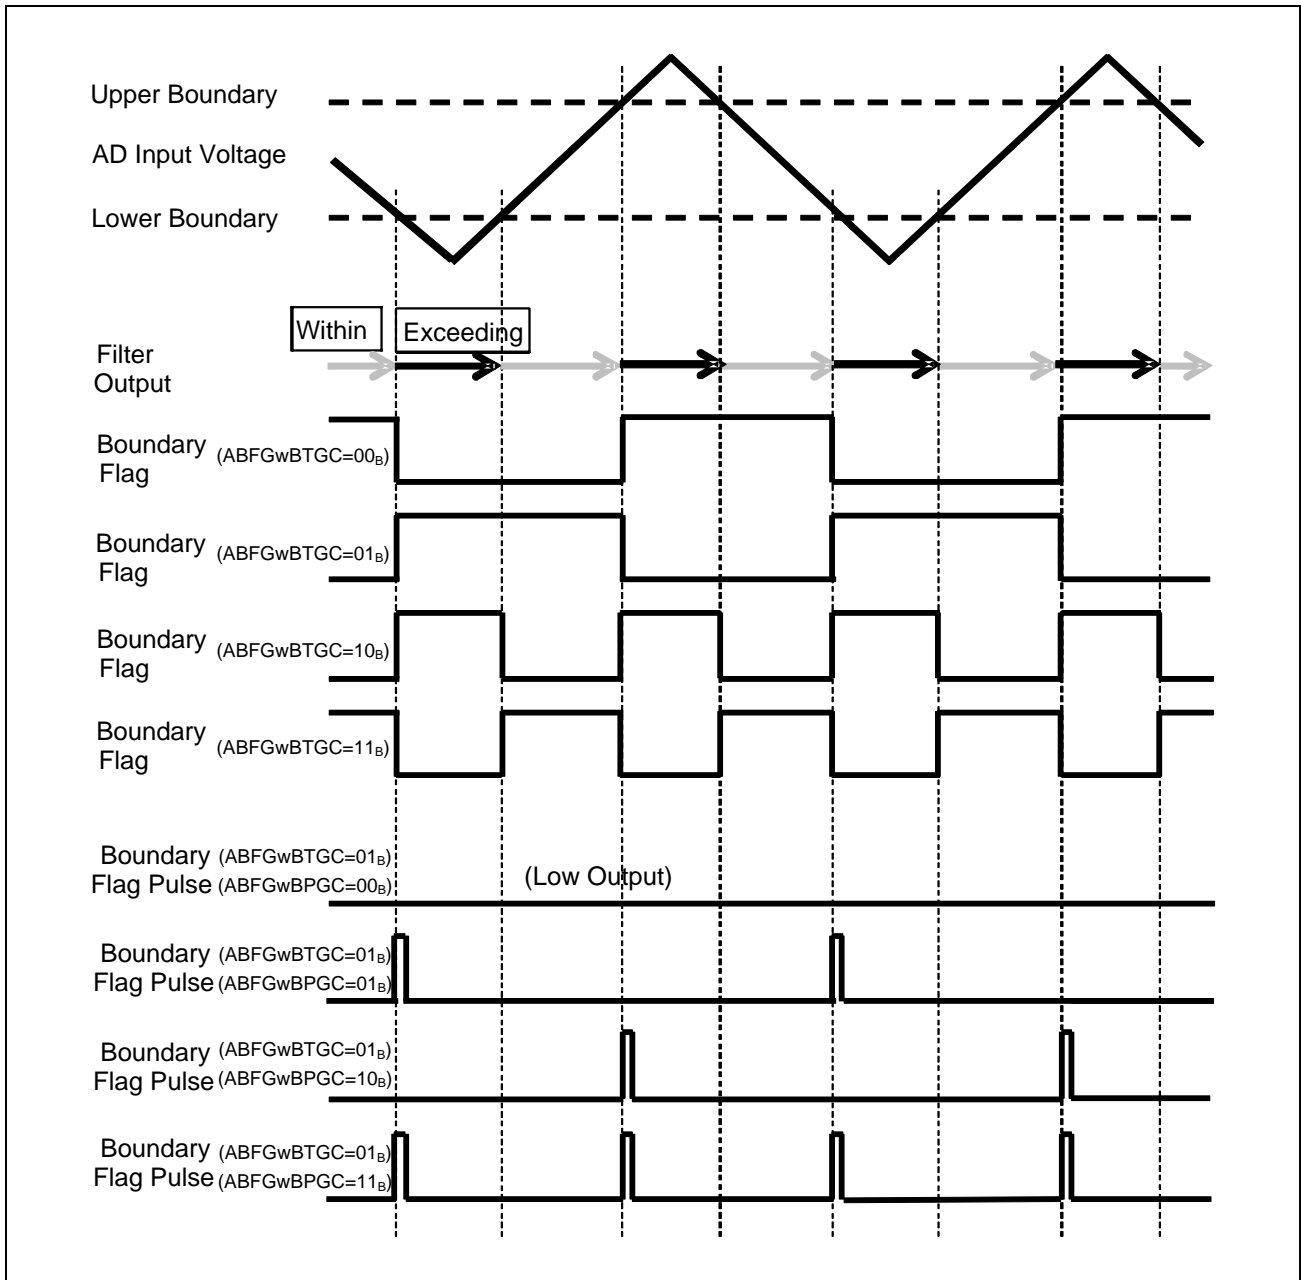 Upper Boundary
AD Input Voltage
Lower Boundary
Within
Exceeding
Filter
Output
Boundary (ABFGwBTGC=00B)
Flag
Boundary (ABFGwBTGC=01B)
Flag
Boundary (ABFGwBTGC=10B)
Flag
Boundary (ABFGwBTGC=11B)
Flag
Boundary (ABFGwBTGC=01B)
Flag Pulse (ABFGwBPGC=00B)
(Low Output)
Boundary (ABFGwBTGC=01B)
Flag Pulse (ABFGwBPGC=01B)
Boundary (ABFGwBTGC=01B)
Flag Pulse (ABFGwBPGC=10B)
Boundary (ABFGwBTGC=01B)
Flag Pulse (ABFGwBPGC=11B)